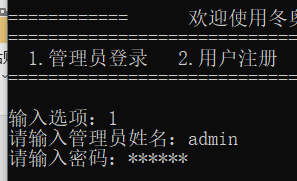 ============ 欢迎使用冬奥
1.管理员登录 2.用户注册
输入选项：1
请输入管理员姓名：admin
请输入密码：******